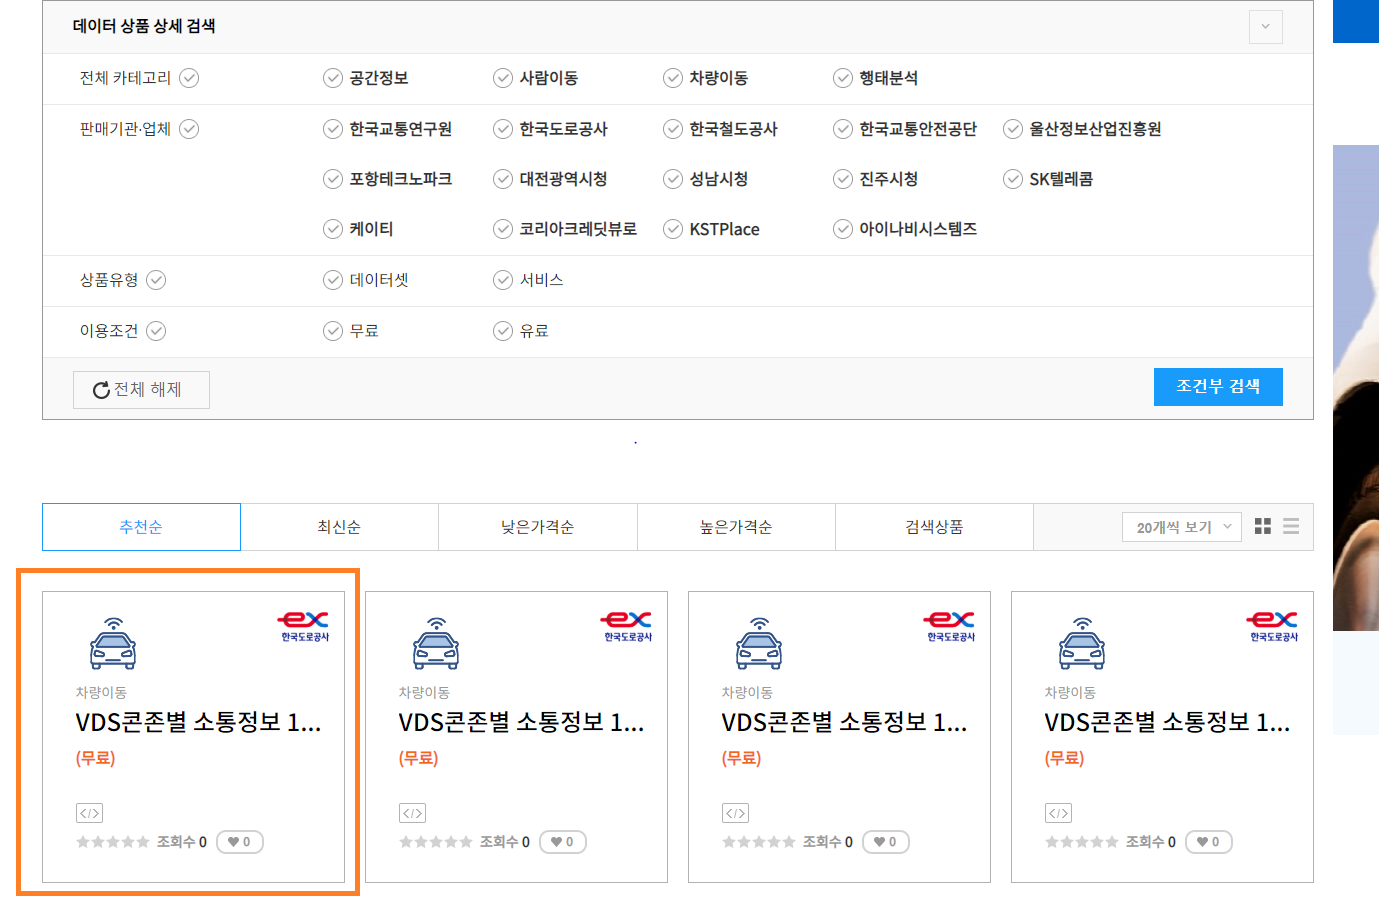 데이터 상품 상세 검색
전체 카테고리 공간정보 사람이동 차량이동 행태분석
판매기관·업체 한국교통연구원 한국도로공사 한국철도공사 한국교통안전공단 울산정보산업진흥원
포항테크노파크 대전광역시청 성남시청 진주시청 SK텔레콤
케이티 코리아크레딧뷰로 KSTPlace 아이나비시스템즈
상품유형 데이터셋 서비스
이용조건 무료 유료
전체 해제 조건부 검색
추천순 최신순 낮은가격순 높은가격순 검색상품 20개씩 보기
ex ex ex ex
한국도로공사 한국도로공사 한국도로공사 한국도로공사
차량이동 차량이동 차량이동 차량이동
VDS콘존별 소통정보 1... VDS콘존별 소통정보 1... VDS콘존별 소통정보 1... VDS콘존별 소통정보 1...
(무료) (무료) (무료) (무료)
</> </> </> </>
조회수 0 0 조회수 0 0 조회수 0 0 조회수 0 0